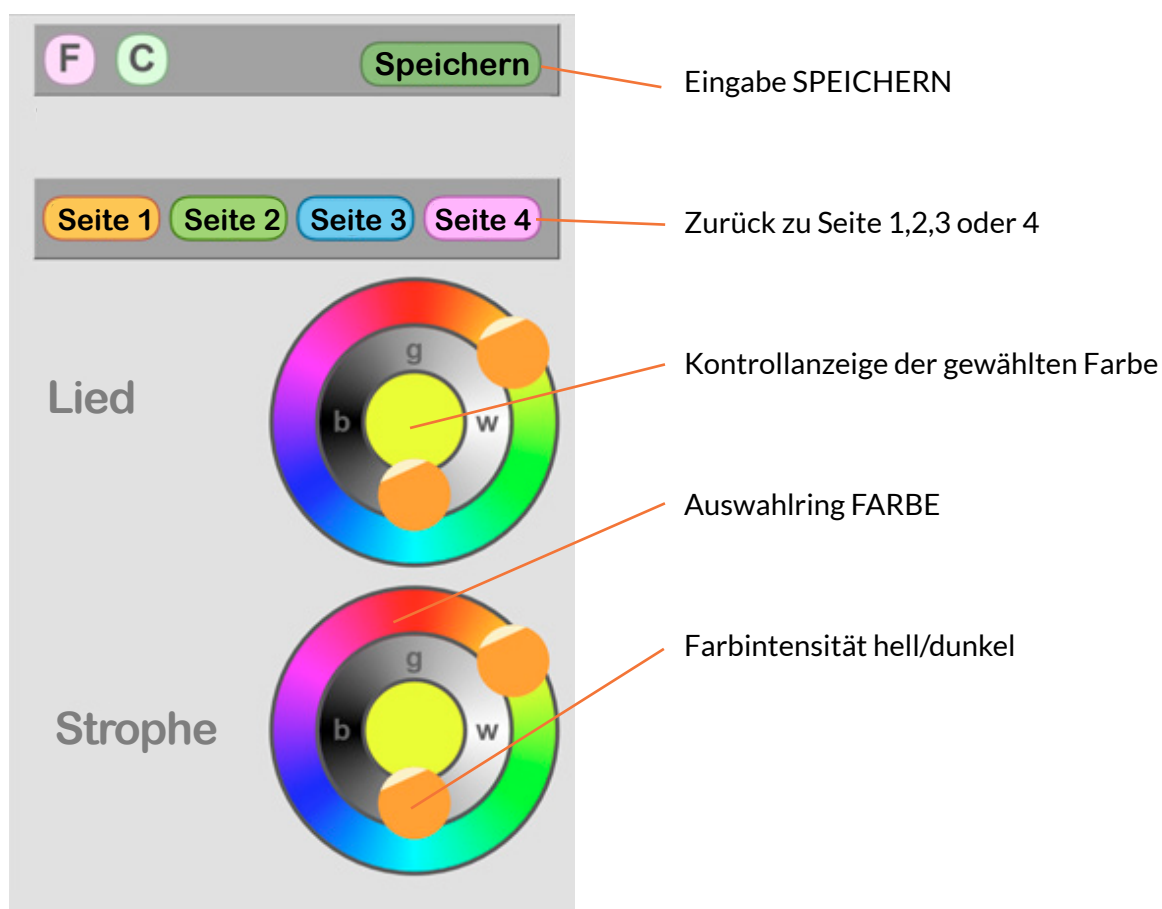 F C Speichern
Eingabe SPEICHERN
Seite 1 Seite 2 Seite 3 Seite 4
Zurück zu Seite 1,2,3 oder 4
g
Kontrollanzeige der gewählten Farbe
Lied
b w
Auswahlring FARBE
g
Farbintensität hell/dunkel
Strophe
b w